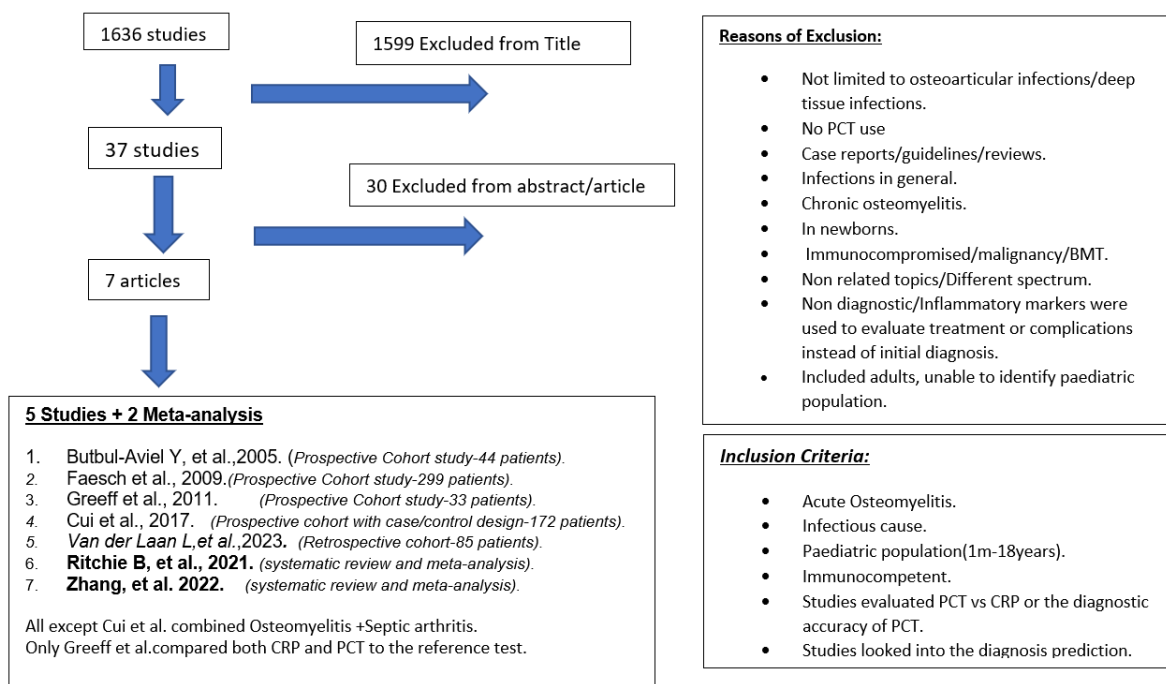 1636 studies
1599 Excluded from Title
37 studies
30 Excluded from abstract/article
7 articles
5 Studies + 2 Meta-analysis
1. Butbul-Aviel Y, et al.,2005. (Prospective Cohort study-44 patients).
2. Faesch et al., 2009.(Prospective Cohort study-299 patients).
3. Greeff et al., 2011. (Prospective Cohort study-33 patients).
4. Cui et al., 2017. (Prospective cohort with case/control design-172 patients).
5. Van der Laan L,et al.,2023. (Retrospective cohort-85 patients).
6. Ritchie B, et al., 2021. (systematic review and meta-analysis).
7. Zhang, et al. 2022. (systematic review and meta-analysis).
All except Cui et al. combined Osteomyelitis +Septic arthritis.
Only Greeff et al.compared both CRP and PCT to the reference test.
Reasons of Exclusion:
• Not limited to osteoarticular infections/deep
tissue infections.
• No PCT use
• Case reports/guidelines/reviews.
• Infections in general.
• Chronic osteomyelitis.
• In newborns.
• Immunocompromised/malignancy/BMT.
• Non related topics/Different spectrum.
• Non diagnostic/Inflammatory markers were
used to evaluate treatment or complications
instead of initial diagnosis.
• Included adults, unable to identify paediatric
population.
Inclusion Criteria:
• Acute Osteomyelitis.
• Infectious cause.
• Paediatric population(1m-18years).
• Immunocompetent.
• Studies evaluated PCT vs CRP or the diagnostic
accuracy of PCT.
• Studies looked into the diagnosis prediction.